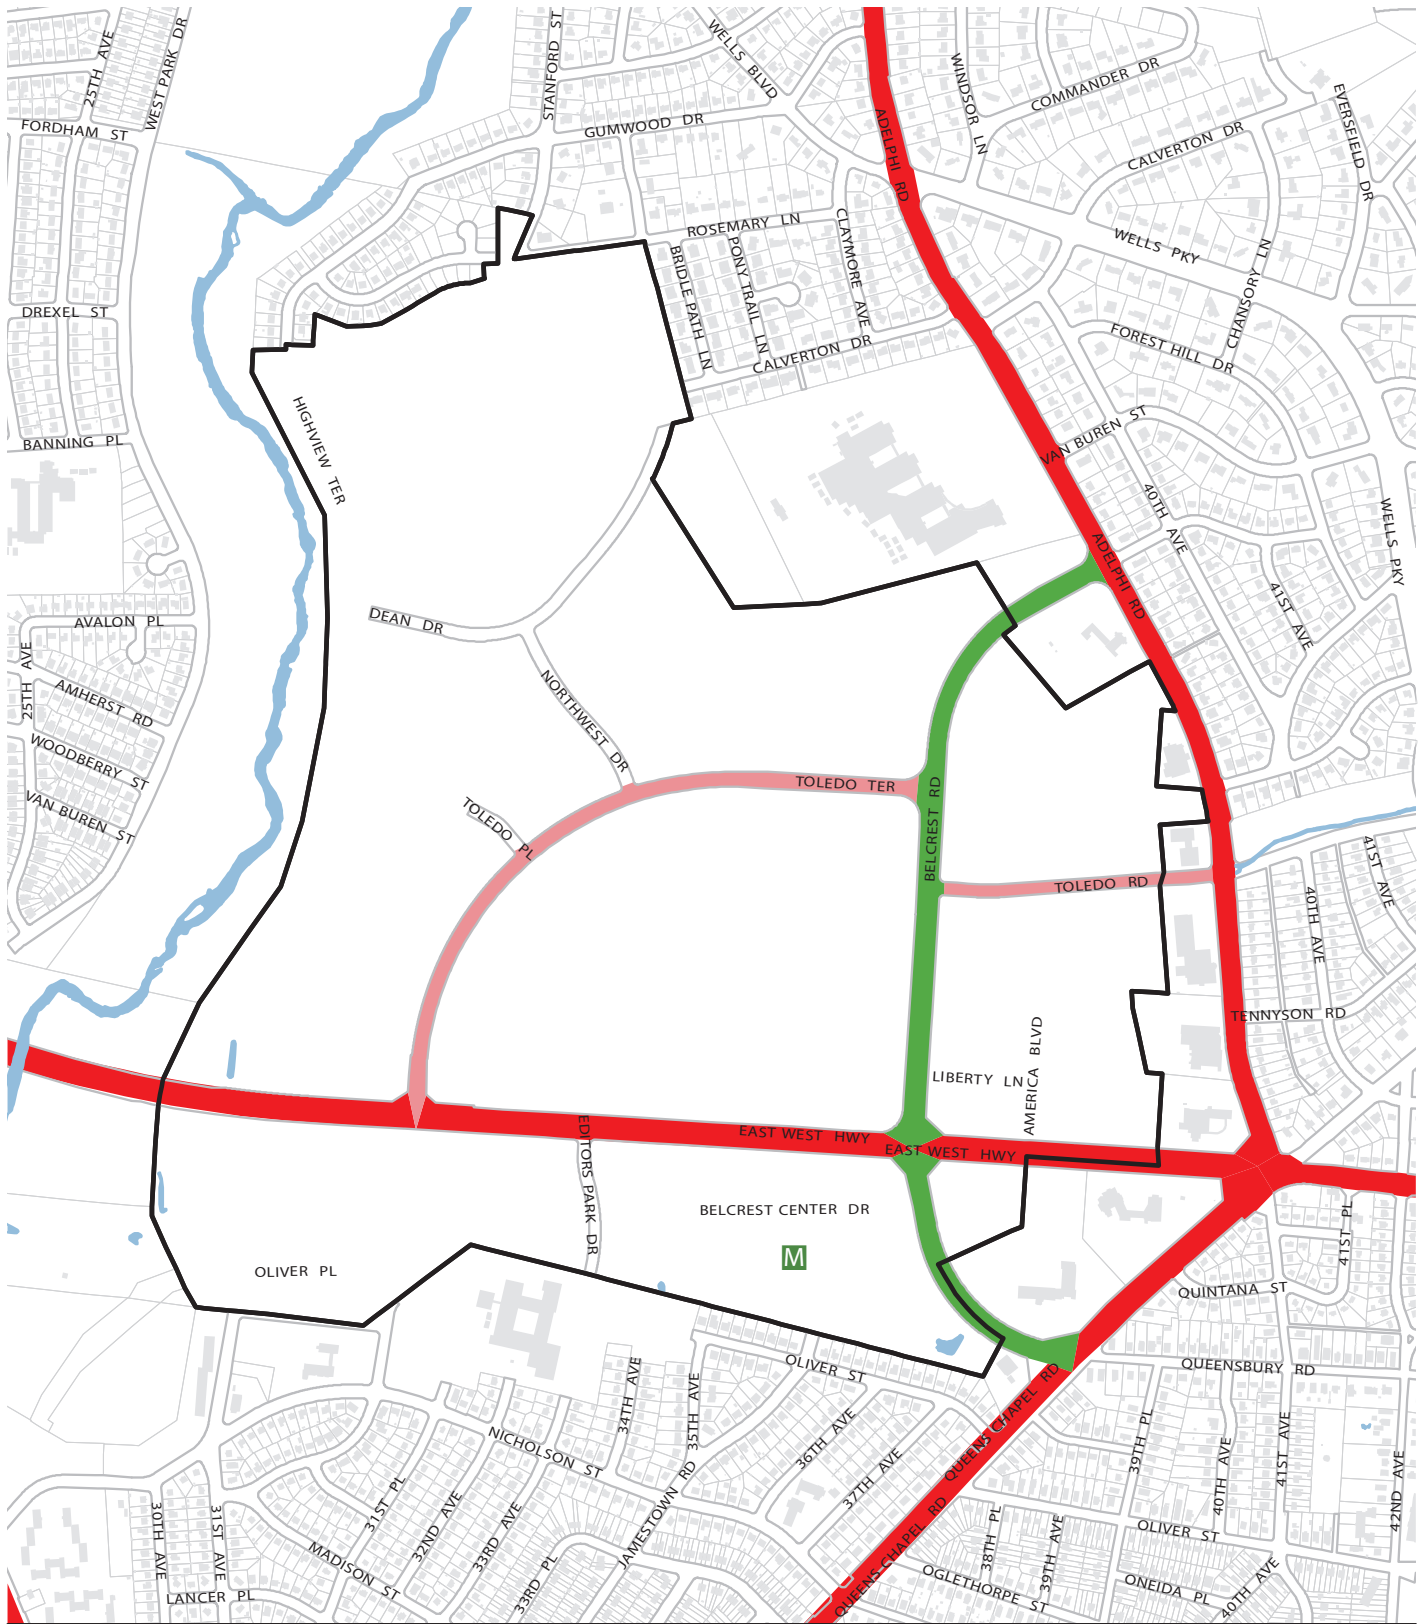 STANFORD ST
WELLS BLVD
25TH AVE
WEST PARK DR
WINDSOR LN
COMMANDER DR
EVERSFIELD DR
FORDHAM ST
GUMWOOD DR
ADELPHI RD
CALVERTON DR
ROSEMARY LN
CLAYMORE AVE
WELLS PKY
BRIDLE PATH LN
PONY TRAIL LN
CHANSORY LN
DREXEL ST
CALVERTON DR
FOREST HILL DR
HIGHVIEW TER
VAN BUREN ST
BANNING PL
40TH AVE
WELLS PKY
ADELPHI RD
41ST AVE
AVALON PL
DEAN DR
25TH AVE
AMHERST RD
NORTHWEST DR
WOODBERRY ST
TOLEDO TER
BELCREST RD
VAN BUREN ST
TOLEDO PL
41ST AVE
TOLEDO RD
40TH AVE
TENNYSON RD
AMERICA BLVD
LIBERTY LN
EAST WEST HWY
EAST WEST HWY
EDITORS PARK DR
BELCREST CENTER DR
41ST PL
M
OLIVER PL
QUINTANA ST
OLIVER ST
QUEENSBURY RD
QUEENS CHAPEL RD
34TH AVE
35TH AVE
36TH AVE
39TH PL
40TH AVE
41ST AVE
NICHOLSON ST
37TH AVE
42ND AVE
31ST PL
JAMESTOWN RD
30TH AVE
31ST AVE
32ND AVE
33RD AVE
QUEENS CHAPEL RD
38TH PL
39TH AVE
OLIVER ST
MADISON ST
33RD PL
OGLETHORPE ST
ONEIDA PL
40TH AVE
LANCER PL